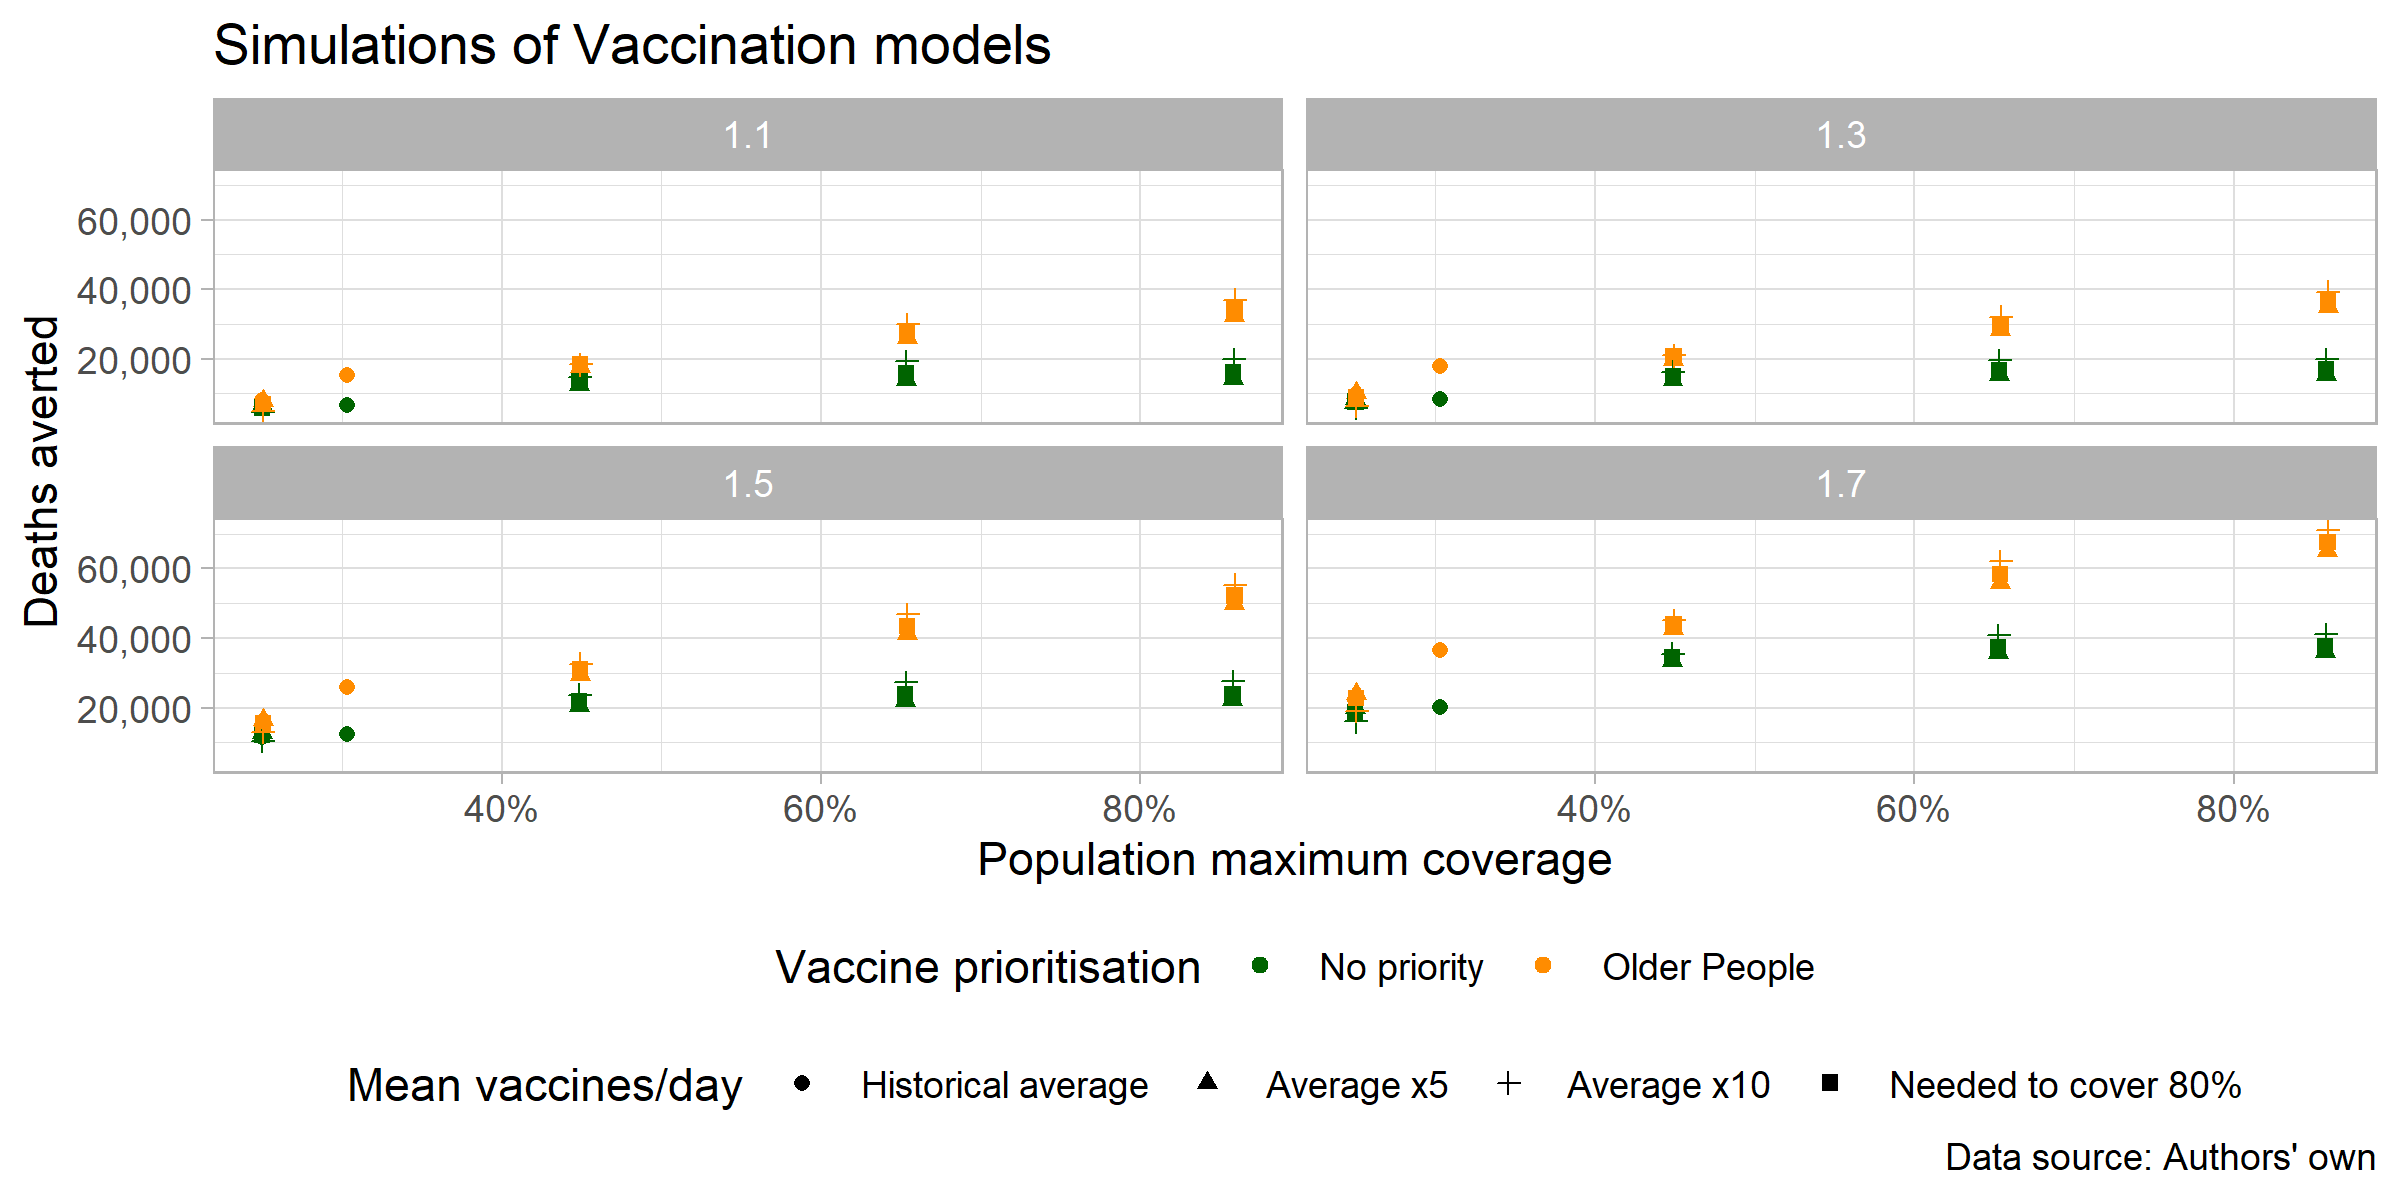 Simulations of Vaccination models
1.1
1.3
60,000
40,000
20,000
1.5
1.7
60,000
40,000
20,000
Deaths averted
40%
60%
80%
40%
60%
80%
Population maximum coverage
Vaccine prioritisation No priority Older People
Mean vaccines/day Historical average Average x5 Average x10 Needed to cover 80%
Data source: Authors' own